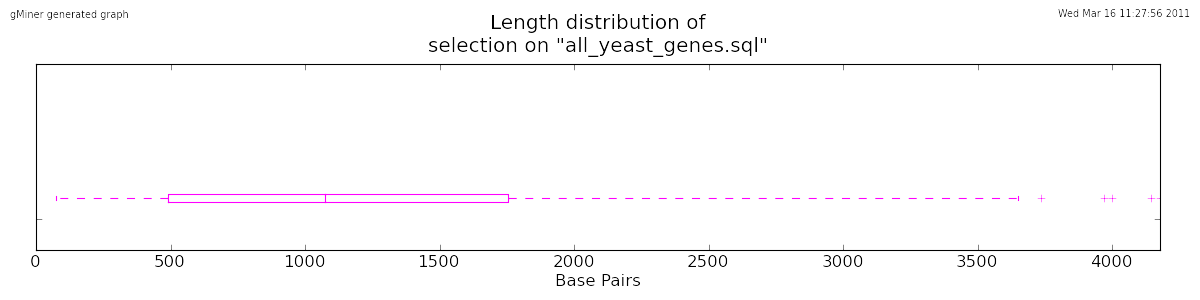 gMiner generated graph
Wed Mar 16 11:27:56 2011
Length distribution of
selection on "all_yeast_genes.sql"
0 500 1000 1500 2000 2500 3000 3500 4000
Base Pairs